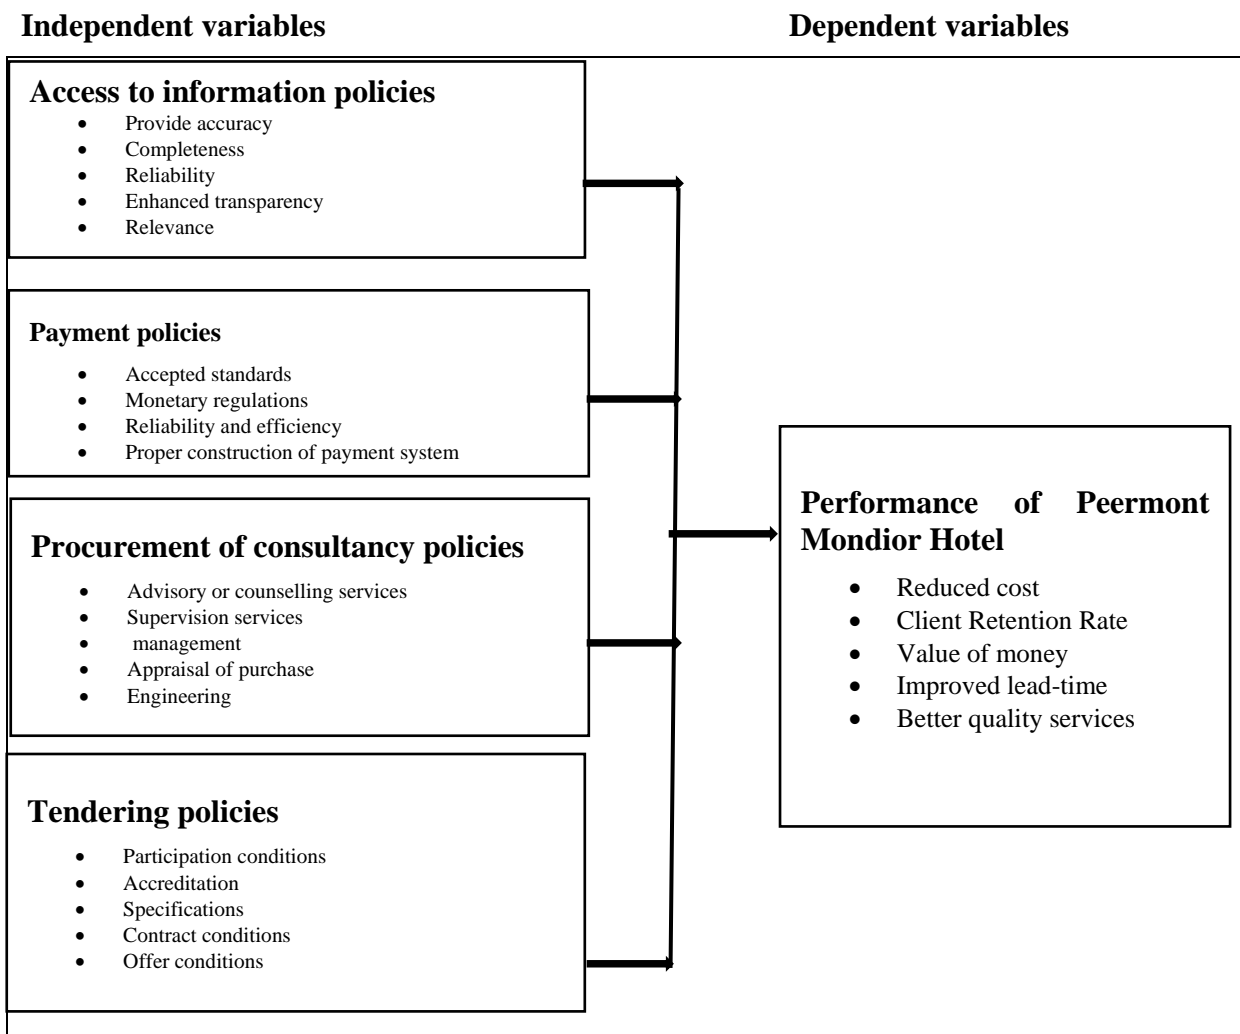 Independent variables
Dependent variables
Access to information policies
• Provide accuracy
• Completeness
• Reliability
• Enhanced transparency
• Relevance
Payment policies
• Accepted standards
• Monetary regulations
• Reliability and efficiency
• Proper construction of payment system
Procurement of consultancy policies
• Advisory or counselling services
• Supervision services
• management
• Appraisal of purchase
• Engineering
Tendering policies
• Participation conditions
• Accreditation
• Specifications
• Contract conditions
• Offer conditions
Performance of Peermont
Mondior Hotel
• Reduced cost
• Client Retention Rate
• Value of money
• Improved lead-time
• Better quality services